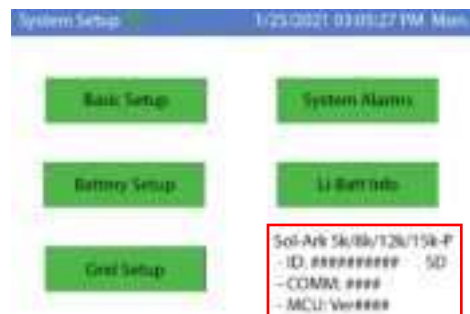 System Setup
1/25/2021 03:05:27 PM Mon
Basic Setup
System Alarms
Battery Setup
Li-Batt Info
Grid Setup
Sol-Ark 5k/8k/12k/15k-P
- ID: ########## SD
- COMM: ####
- MCU: Ver####